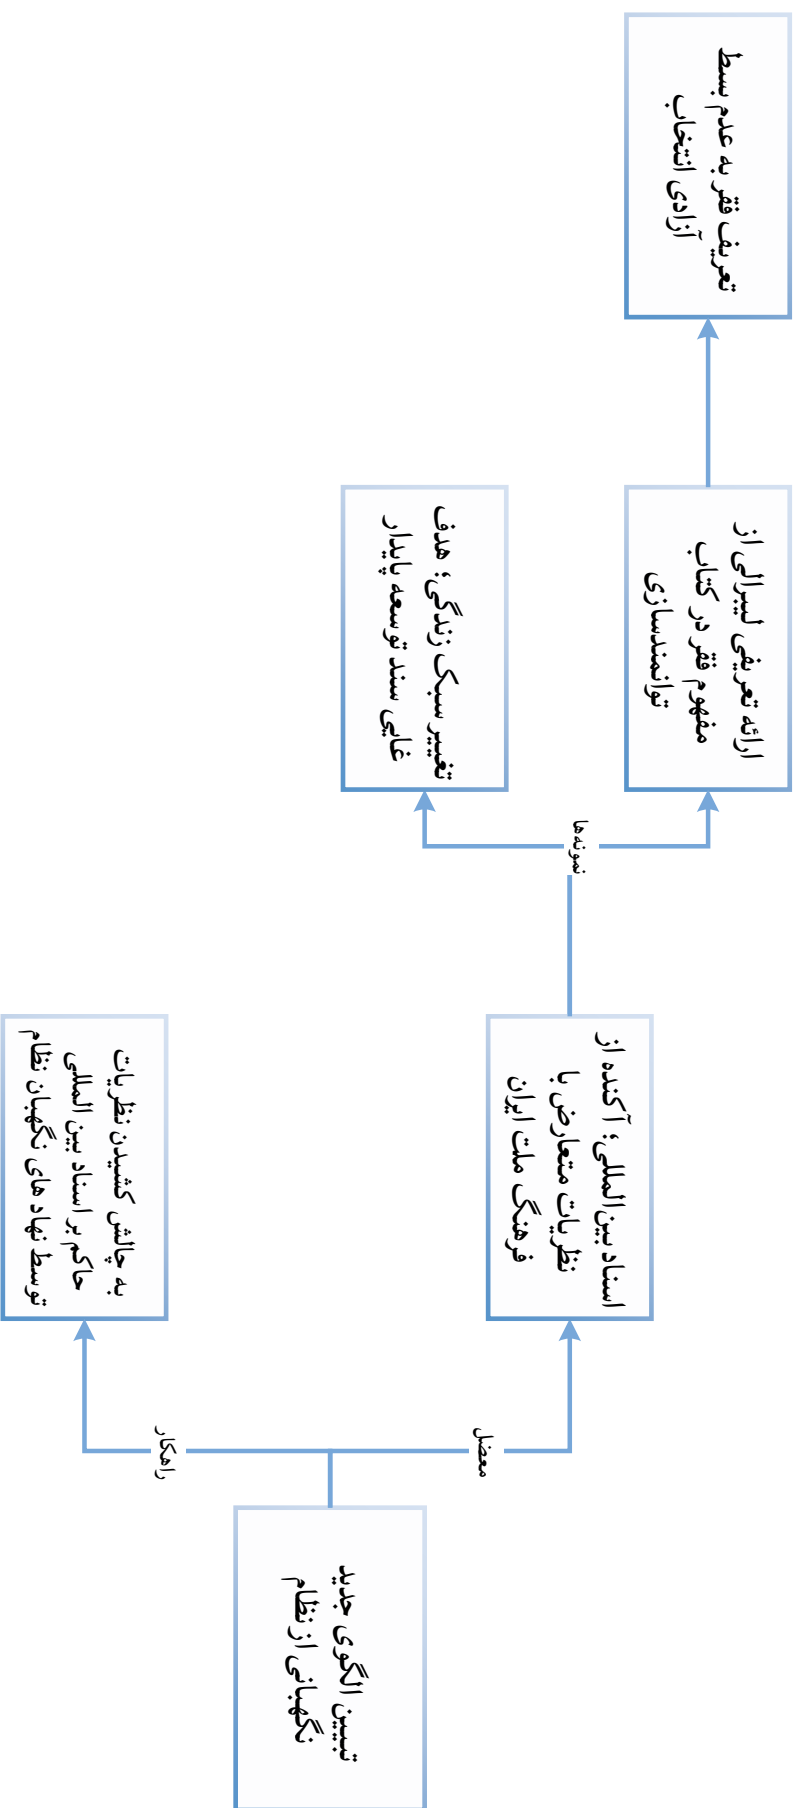 تبیین الگوی جدید
نگهبانی از نظام
معضل
راهکار
اسناد بین‌المللی؛ آکنده از
نظریات متعارض با
فرهنگ ملت ایران
به چالش کشیدن نظریات
حاکم بر اسناد بین المللی
توسط نهاد های نگهبان نظام
نمونه‌ها
ارائه تعریفی لیبرالی از
مفهوم فقر در کتاب
توانمندسازی
تغییر سبک زندگی؛ هدف
غایی سند توسعه پایدار
تعریف فقر به عدم بسط
آزادی انتخاب